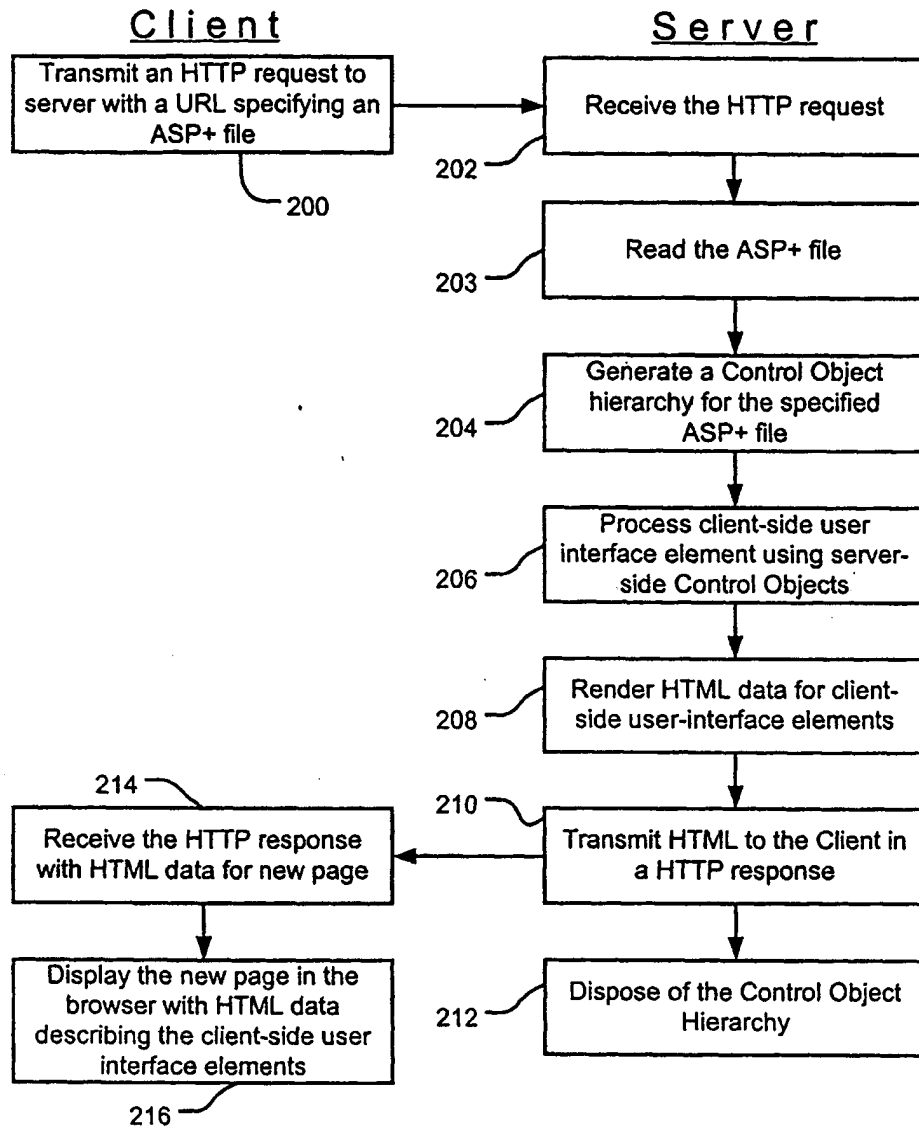 Client
Server
Transmit an HTTP request to
server with a URL specifying an
ASP+ file
200
Receive the HTTP request
202
Read the ASP+ file
203
Generate a Control Object
hierarchy for the specified
ASP+ file
204
Process client-side user
interface element using server-
side Control Objects
206
Render HTML data for client-
side user-interface elements
208
210
Transmit HTML to the Client in
a HTTP response
214
Receive the HTTP response
with HTML data for new page
Display the new page in the
browser with HTML data
describing the client-side user
interface elements
216
Dispose of the Control Object
Hierarchy
212